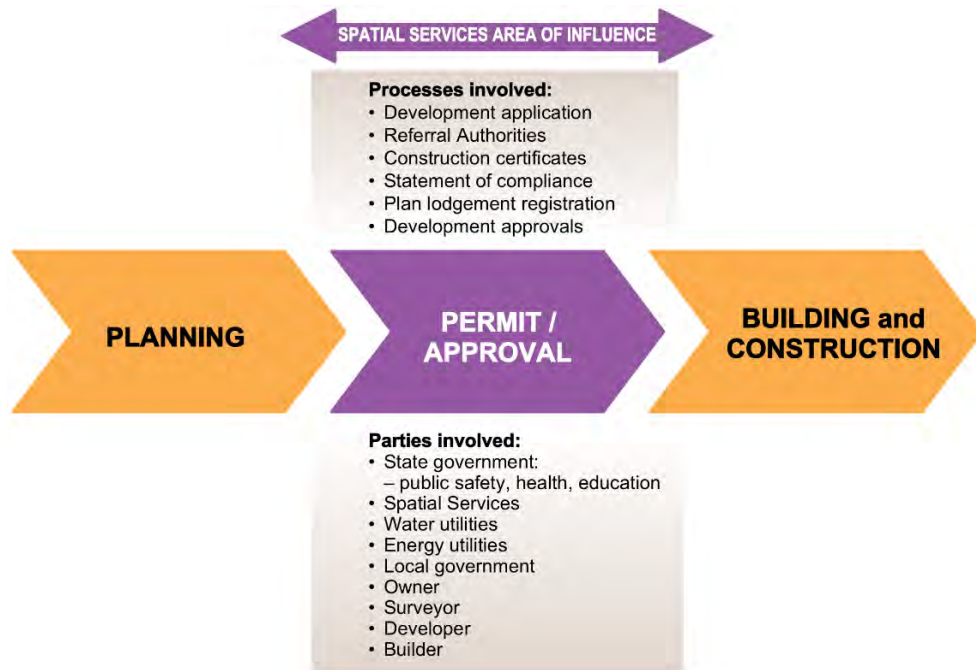 SPATIAL SERVICES AREA OF INFLUENCE
Processes involved:
• Development application
• Referral Authorities
• Construction certificates
• Statement of compliance
• Plan lodgement registration
• Development approvals
PLANNING
PERMIT /
APPROVAL
BUILDING and
CONSTRUCTION
Parties involved:
• State government:
– public safety, health, education
• Spatial Services
• Water utilities
• Energy utilities
• Local government
• Owner
• Surveyor
• Developer
• Builder